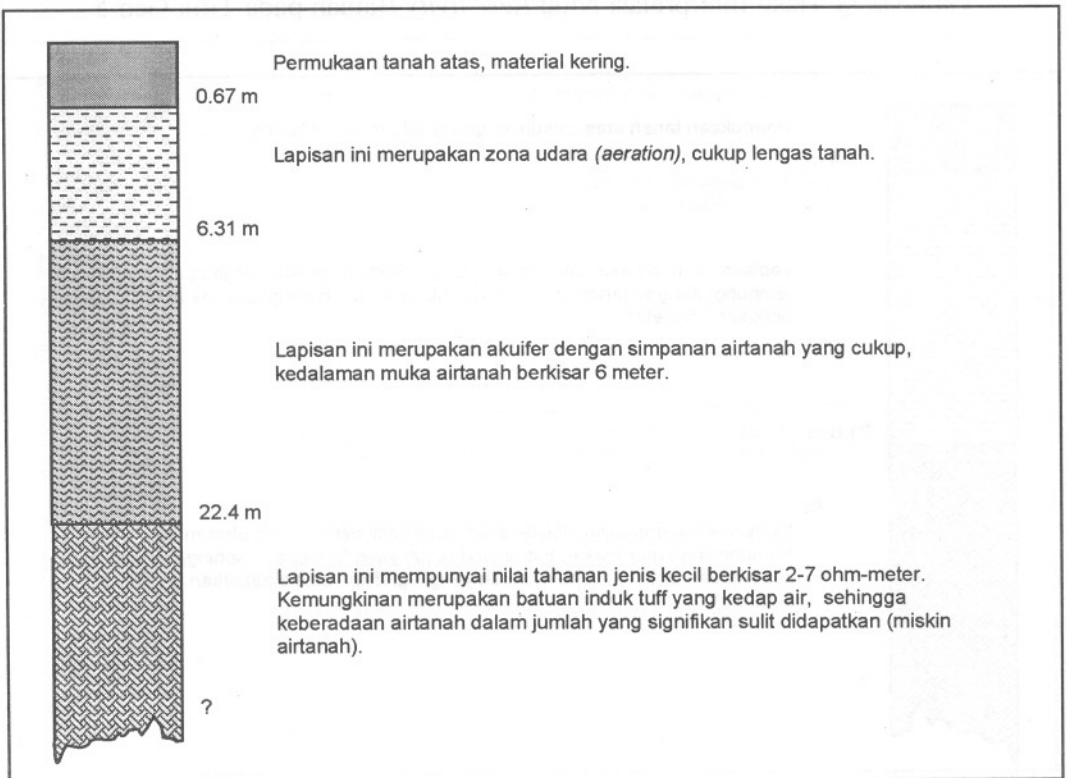 Permukaan tanah atas, material kering.
0.67 m
Lapisan ini merupakan zona udara (aeration), cukup lengas tanah.
6.31 m
Lapisan ini merupakan akuifer dengan simpanan airtanah yang cukup,
kedalaman muka airtanah berkisar 6 meter.
22.4 m
Lapisan ini mempunyai nilai tahanan jenis kecil berkisar 2-7 ohm-meter.
Kemungkinan merupakan batuan induk tuff yang kedap air, sehingga
keberadaan airtanah dalam jumlah yang signifikan sulit didapatkan (miskin
airtanah).
?